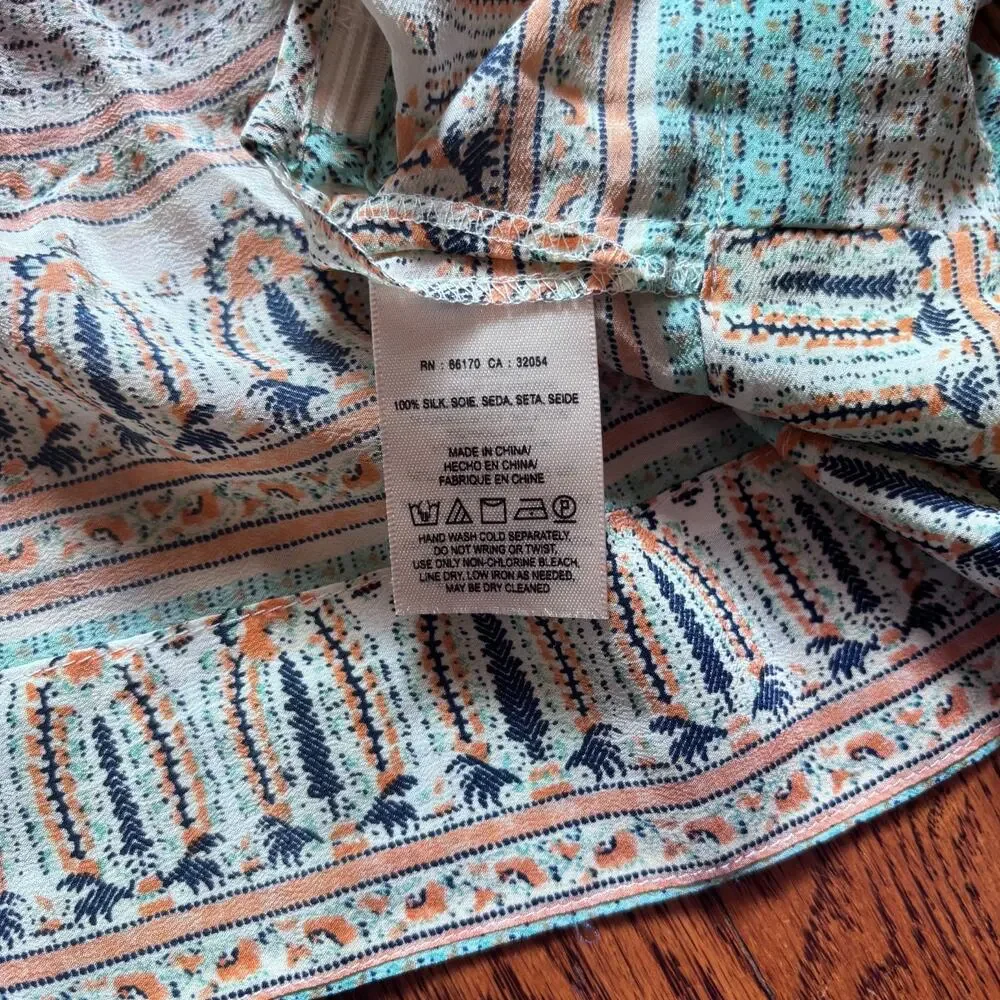 RN : 66170 CA : 32054
100% SILK. SOIE. SEDA. SETA. SEIDE
MADE IN CHINA/
HECHO EN CHINA/
FABRIQUE EN CHINE
P
HAND WASH COLD SEPARATELY.
DO NOT WRING OR TWIST.
USE ONLY NON-CHLORINE BLEACH.
LINE DRY. LOW IRON AS NEEDED.
MAY BE DRY CLEANED